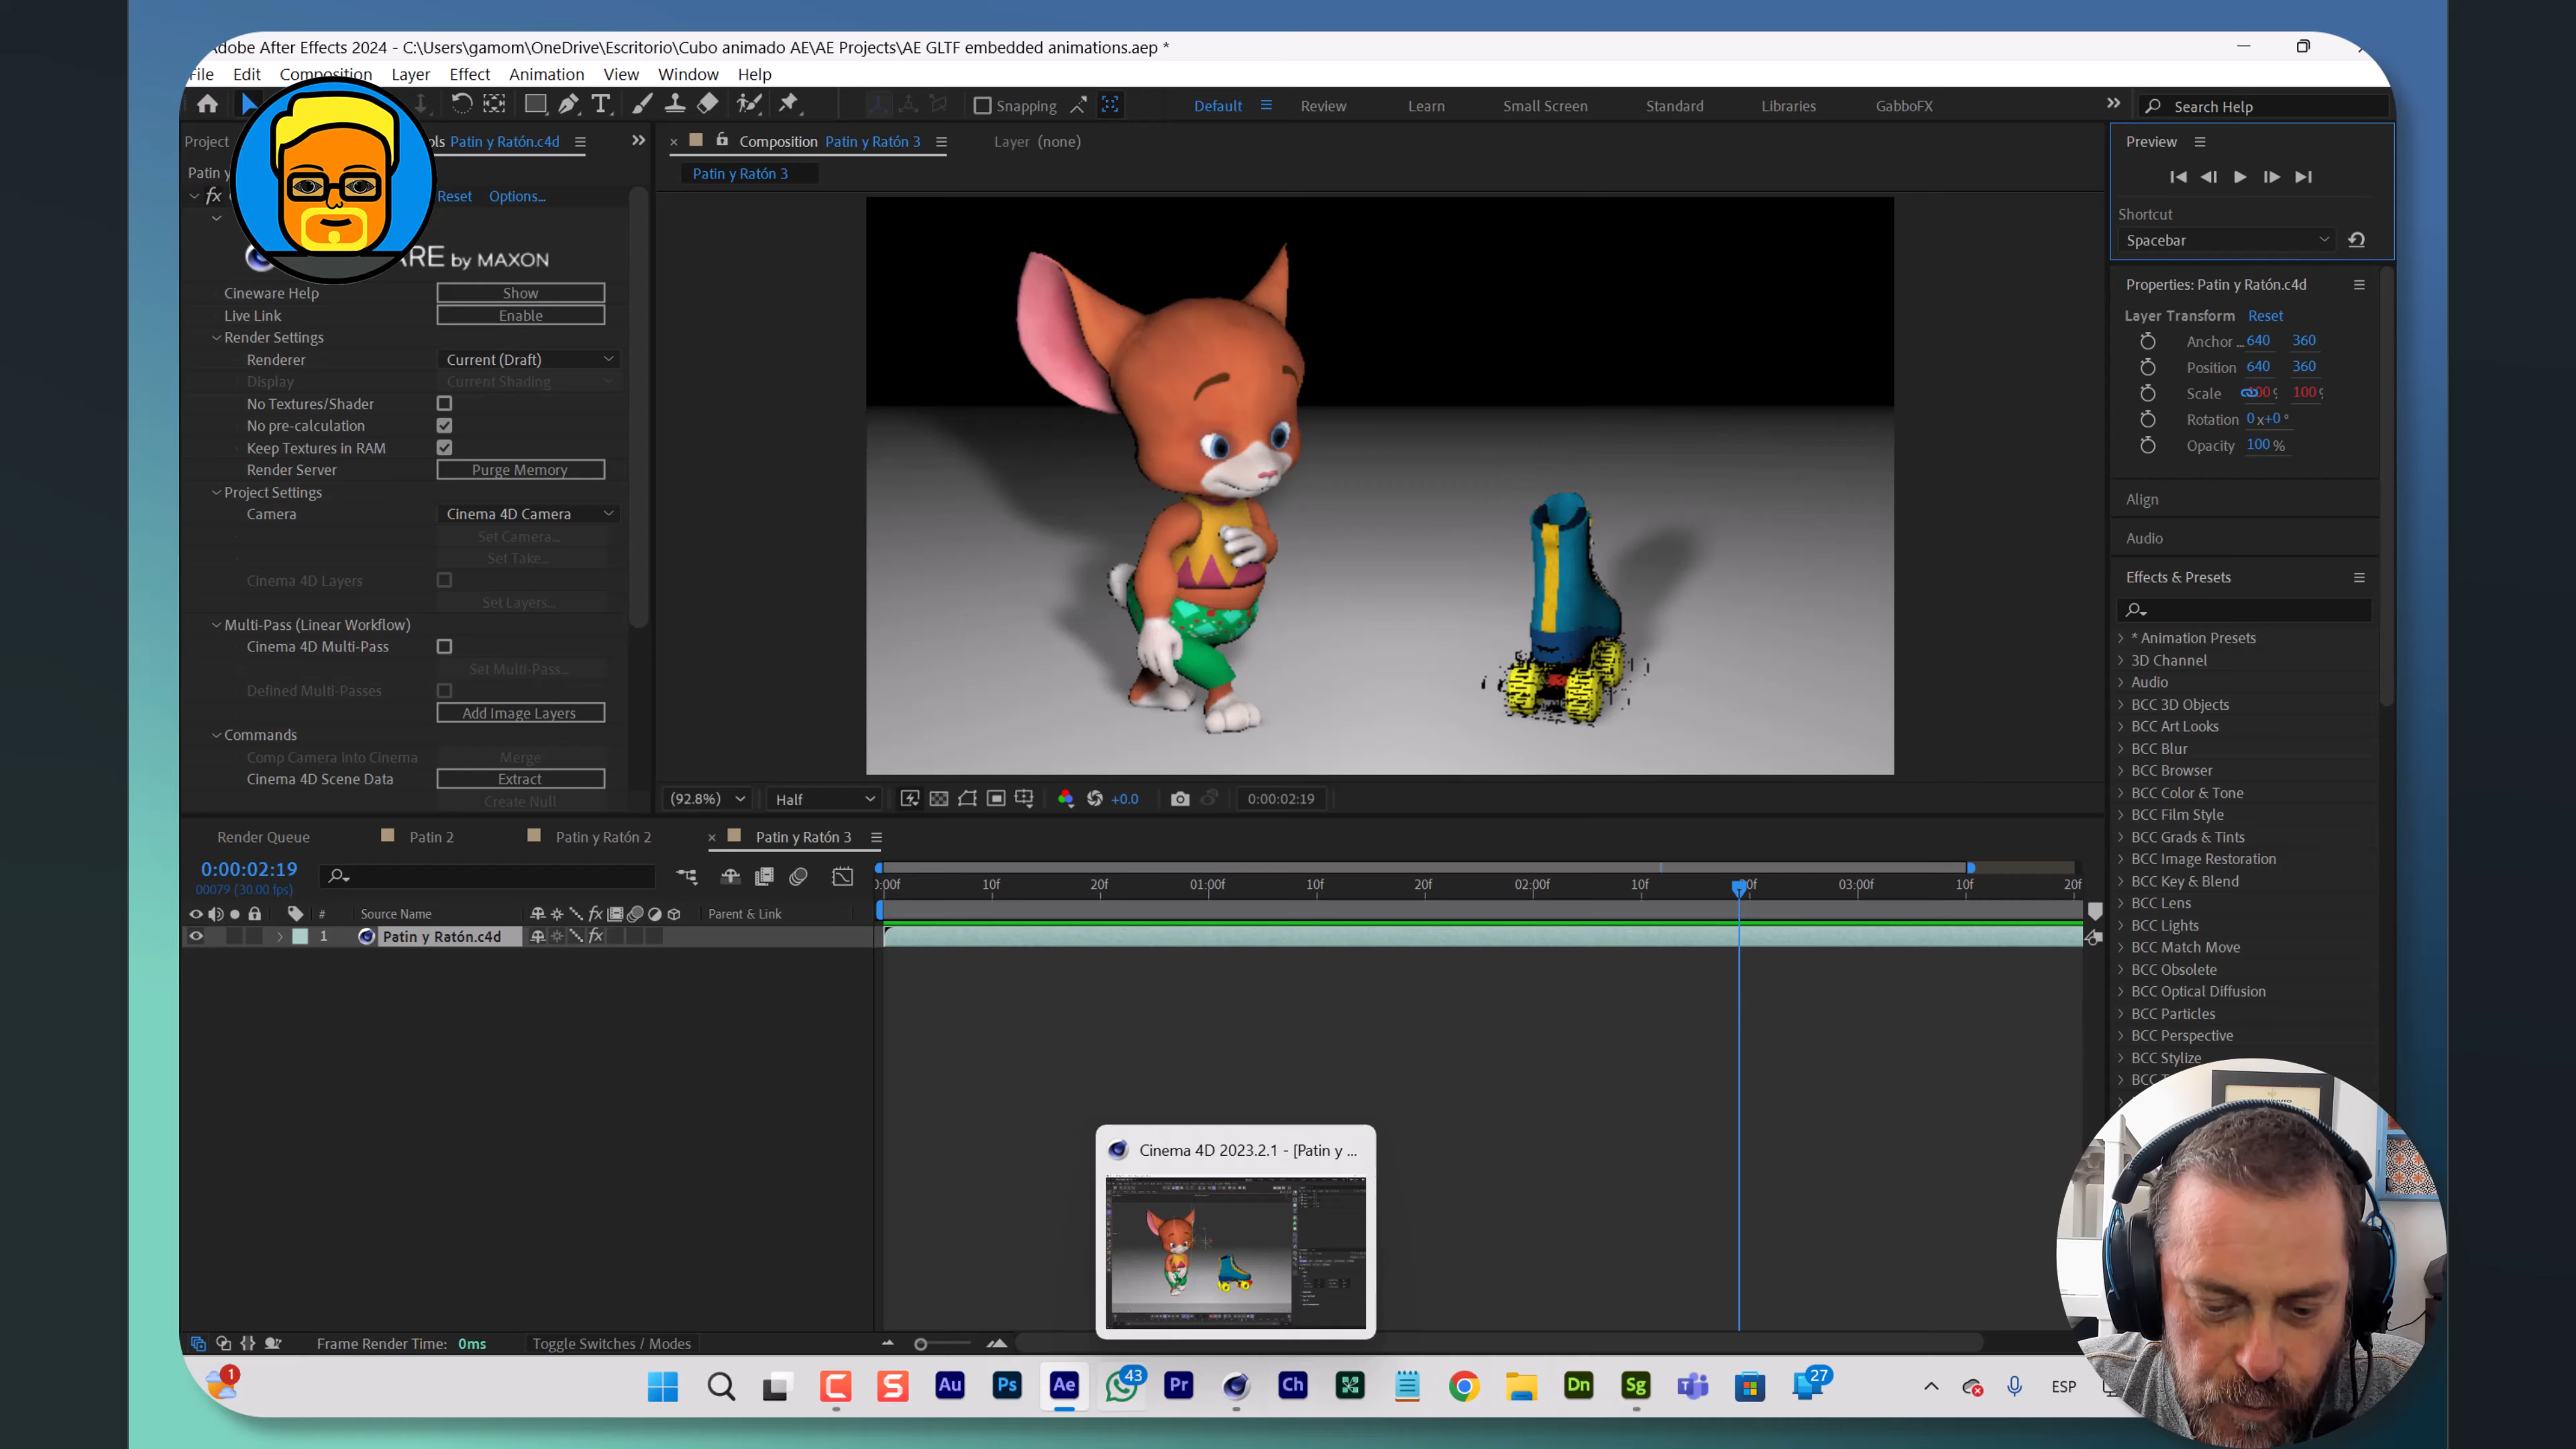 Adobe After Effects 2024 - C:\Users\gamom\OneDrive\Escritorio\Cubo animado AE\AE Projects\AE GLTF embedded animations.aep *
File Edit Composition Layer Effect Animation View Window Help
Snapping Default Review Learn Small Screen Standard Libraries GabboFX Search Help
Project Patin y Ratón.c4d
Composition Patin y Ratón 3 Layer (none)
Patin y
Patin y Ratón 3
fx Reset Options...
by MAXON
Cineware Help Show
Live Link Enable
Render Settings
Renderer Current (Draft)
Display Current Shading
No Textures/Shader
No pre-calculation
Keep Textures in RAM
Render Server Purge Memory
Project Settings
Camera Cinema 4D Camera
Set Camera...
Set Take...
Cinema 4D Layers
Set Layers...
Multi-Pass (Linear Workflow)
Cinema 4D Multi-Pass
Set Multi-Pass...
Defined Multi-Passes
Add Image Layers
Commands
Comp Camera into Cinema Merge
Cinema 4D Scene Data Extract
Create Null
(92.8%) Half +0.0 0:00:02:19
Preview
Shortcut
Spacebar
Properties: Patin y Ratón.c4d
Layer Transform Reset
Anchor .. 640 360
Position 640 360
Scale 100
Rotation 0 x+0 °
Opacity 100 %
Align
Audio
Effects & Presets
* Animation Presets
3D Channel
Audio
BCC 3D Objects
BCC Art Looks
BCC Blur
BCC Browser
BCC Color & Tone
BCC Film Style
BCC Grads & Tints
BCC Image Restoration
BCC Key & Blend
BCC Lens
BCC Lights
BCC Match Move
BCC Obsolete
BCC Optical Diffusion
BCC Particles
BCC Perspective
BCC Stylize
Render Queue Patin 2 Patin y Ratón 2 Patin y Ratón 3
0:00:02:19
00079 (30.00 fps)
0:00f 10f 20f 01:00f 10f 20f 02:00f 10f 20f 03:00f 10f 20f
# Source Name fx Parent & Link
1 Patin y Ratón.c4d fx
Cinema 4D 2023.2.1 - [Patin y ...
Frame Render Time: 0ms Toggle Switches / Modes
1 Au Ps Ae 43 Pr Ch Dn Sg 27 ESP